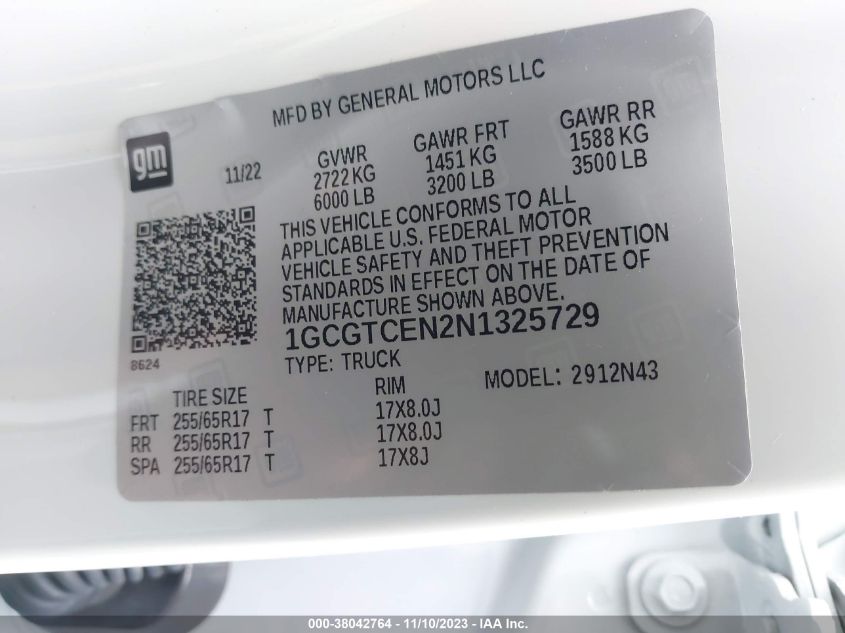 MFD BY GENERAL MOTORS LLC
gm
11/22
GVWR
2722 KG
6000 LB
GAWR FRT
1451 KG
3200 LB
GAWR RR
1588 KG
3500 LB
THIS VEHICLE CONFORMS TO ALL
APPLICABLE U.S. FEDERAL MOTOR
VEHICLE SAFETY AND THEFT PREVENTION
STANDARDS IN EFFECT ON THE DATE OF
MANUFACTURE SHOWN ABOVE.
1GCGTCEN2N1325729
8624
TYPE: TRUCK
MODEL: 2912N43
TIRE SIZE RIM
FRT 255/65R17 T 17X8.0J
RR 255/65R17 T 17X8.0J
SPA 255/65R17 T 17X8J
000-38042764 - 11/10/2023 - 1IAA, Inc.